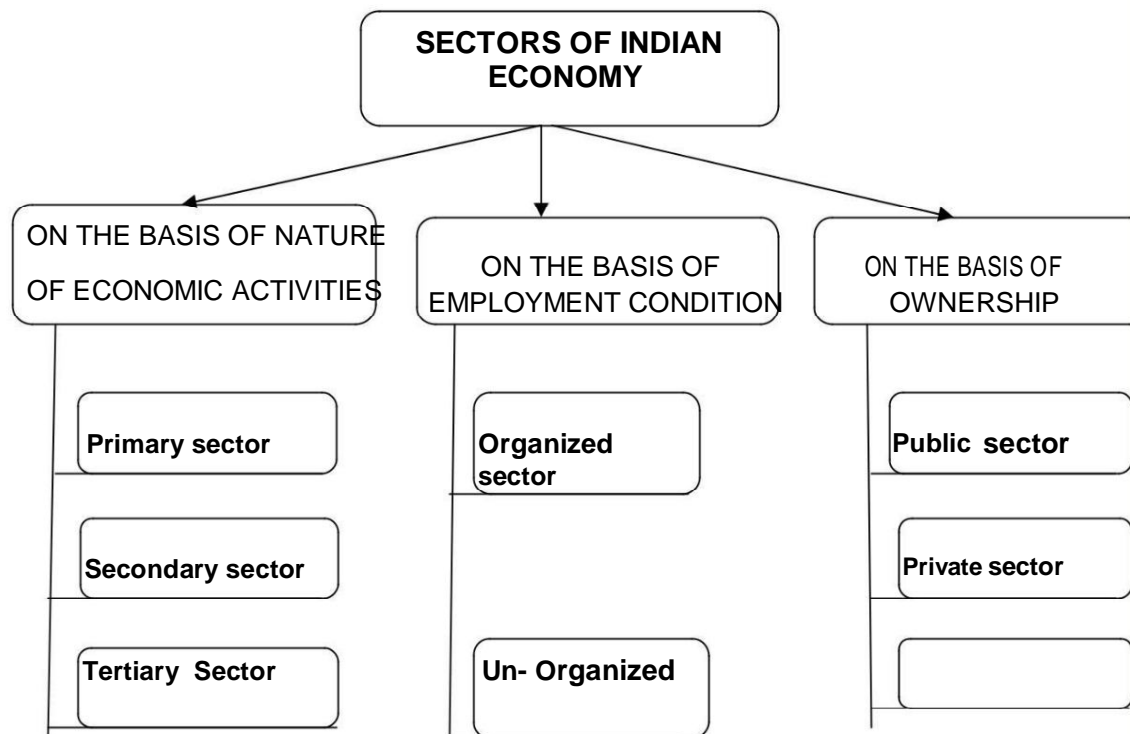 SECTORS OF INDIAN
ECONOMY
ON THE BASIS OF NATURE
OF ECONOMIC ACTIVITIES
ON THE BASIS OF
EMPLOYMENT CONDITION
ON THE BASIS OF
OWNERSHIP
Primary sector
Secondary sector
Tertiary Sector
Organized
sector
Un- Organized
Public sector
Private sector